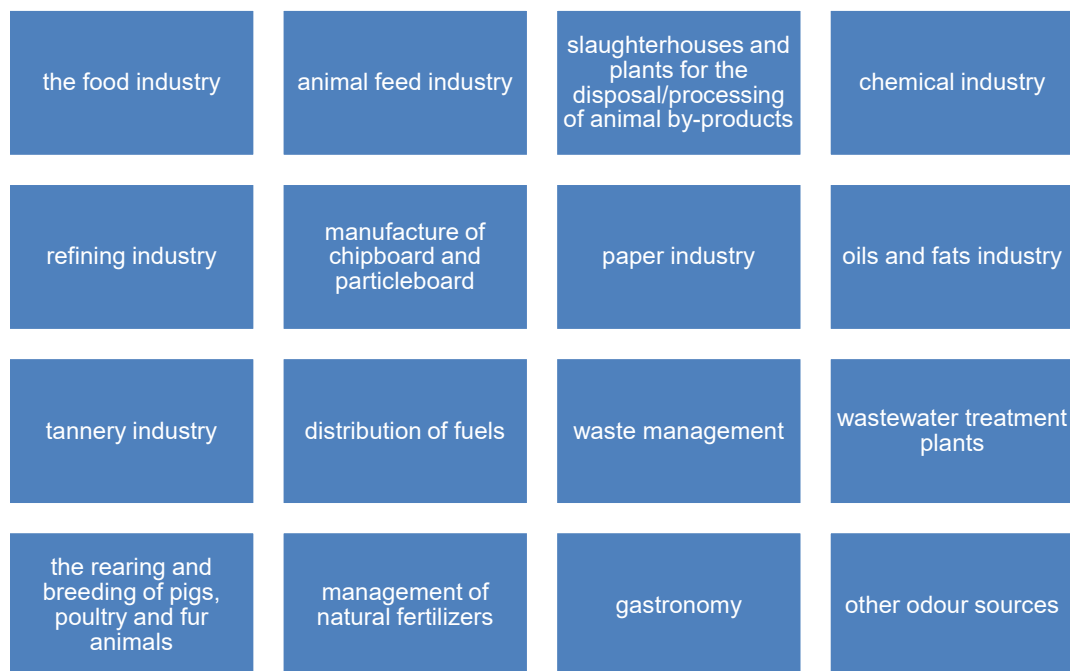 the food industry
animal feed industry
slaughterhouses and
plants for the
disposal/processing
of animal by-products
chemical industry
refining industry
manufacture of
chipboard and
particleboard
paper industry
oils and fats industry
tannery industry
distribution of fuels
waste management
wastewater treatment
plants
the rearing and
breeding of pigs,
poultry and fur
animals
management of
natural fertilizers
gastronomy
other odour sources